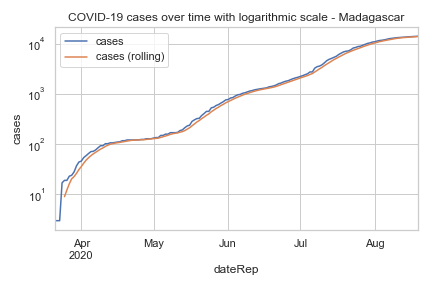 COVID-19 cases over time with logarithmic scale - Madagascar
cases
cases (rolling)
10⁴
10³
10²
10¹
cases
Apr
2020
May
Jun
Jul
Aug
dateRep